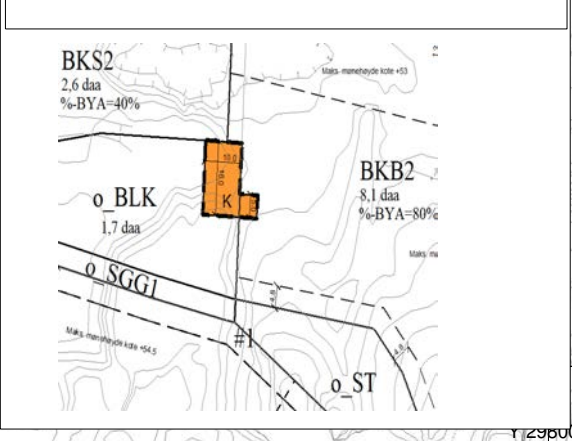 BKS2
2,6 daa
%-BYA=40%
Maks. mønehøyde kote +53
10,0
18,0
K
BKB2
8,1 daa
%-BYA=80%
o_BLK
1,7 daa
Maks. mø
o_SGG1
4,8
Maks. mønehøyde kote +54.5
#1
4,8
o_ST